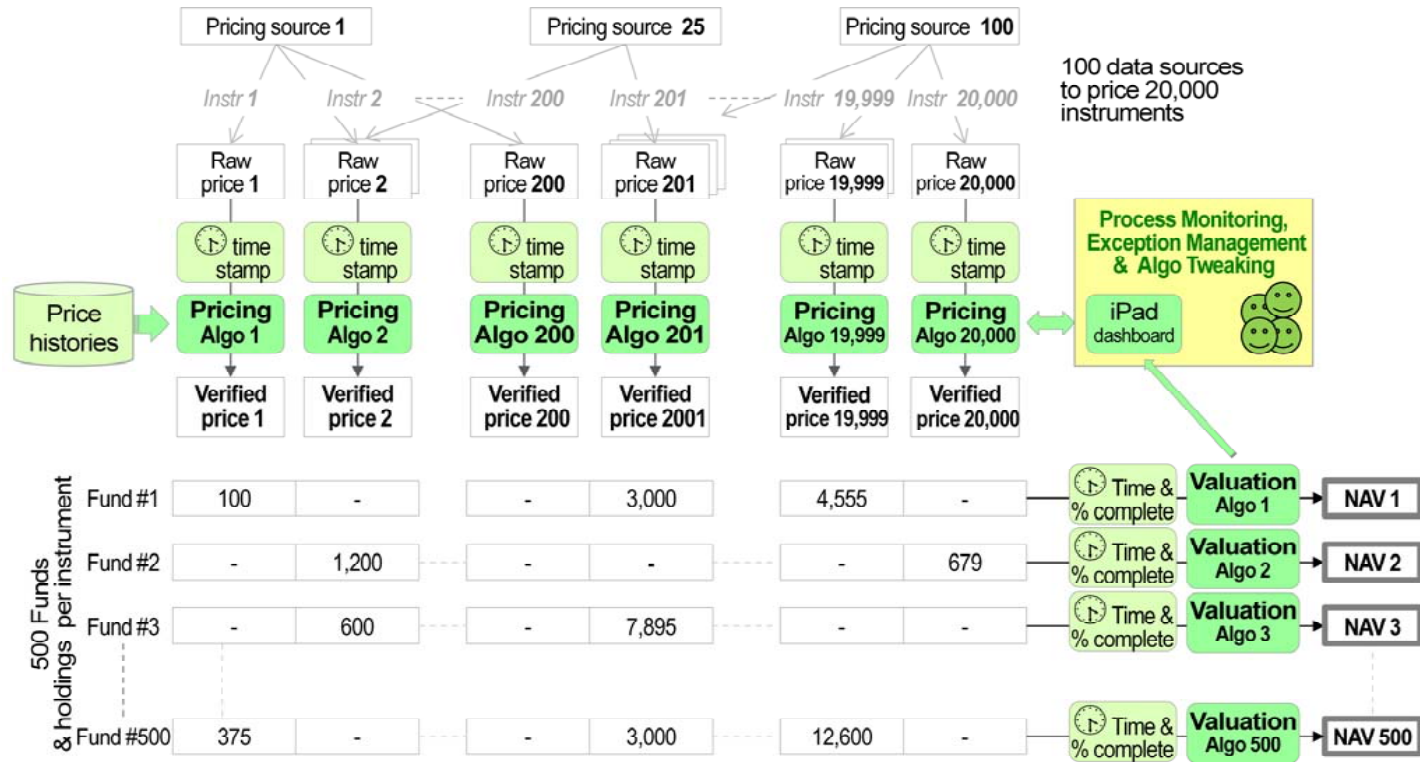 Pricing source 1
Pricing source 25
Pricing source 100
100 data sources
to price 20,000
instruments
Instr 1
Instr 2
Instr 200
Instr 201
Instr 19,999
Instr 20,000
Raw
price 1
Raw
price 2
Raw
price 200
Raw
price 201
Raw
price 19,999
Raw
price 20,000
time
stamp
time
stamp
time
stamp
time
stamp
time
stamp
time
stamp
Process Monitoring,
Exception Management
& Algo Tweaking
iPad
dashboard
Price
histories
Pricing
Algo 1
Pricing
Algo 2
Pricing
Algo 200
Pricing
Algo 201
Pricing
Algo 19,999
Pricing
Algo 20,000
Verified
price 1
Verified
price 2
Verified
price 200
Verified
price 2001
Verified
price 19,999
Verified
price 20,000
500 Funds
& holdings per instrument
Fund #1
100
-
-
3,000
4,555
-
Time &
% complete
Valuation
Algo 1
NAV 1
Fund #2
-
1,200
-
-
-
679
Time &
% complete
Valuation
Algo 2
NAV 2
Fund #3
-
600
-
7,895
-
-
Time &
% complete
Valuation
Algo 3
NAV 3
Fund #500
375
-
-
3,000
12,600
-
Time &
% complete
Valuation
Algo 500
NAV 500